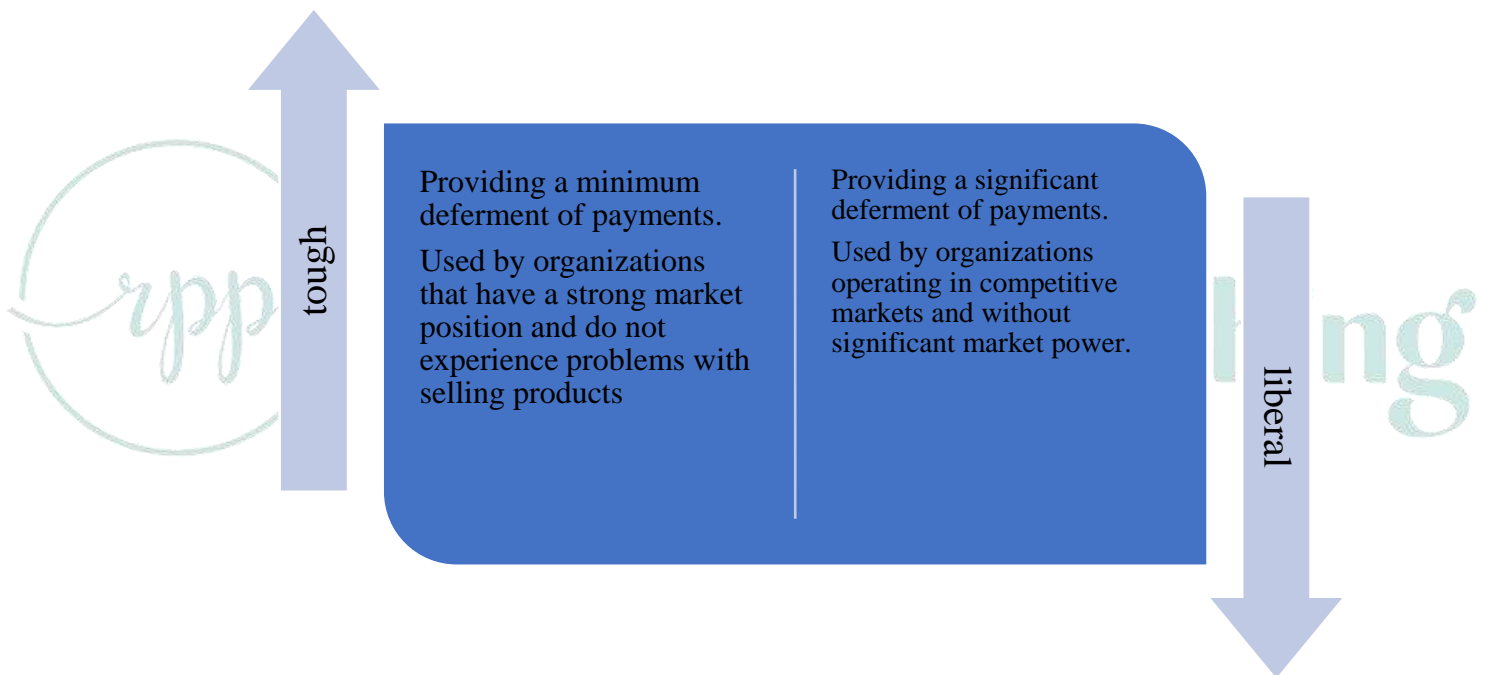 tough
Providing a minimum
deferment of payments.
Used by organizations
that have a strong market
position and do not
experience problems with
selling products
Providing a significant
deferment of payments.
Used by organizations
operating in competitive
markets and without
significant market power.
liberal
rpp
ng